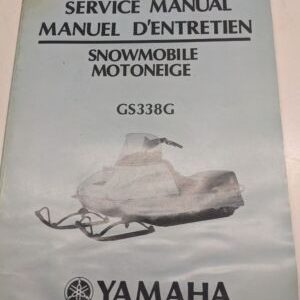 SERVICE MANUAL
MANUEL D'ENTRETIEN
SNOWMOBILE
MOTONEIGE
GS338G
YAMAHA